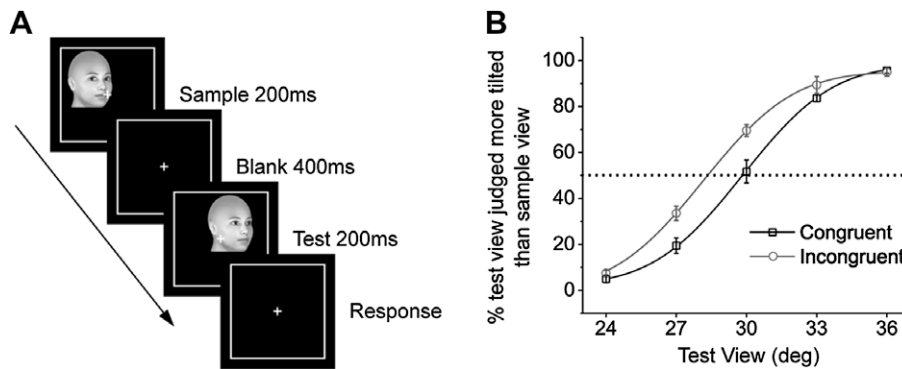 A
Sample 200ms
Blank 400ms
Test 200ms
Response
B
% test view judged more tilted
than sample view
100
80
60
40
20
0
Congruent
Incongruent
24 27 30 33 36
Test View (deg)